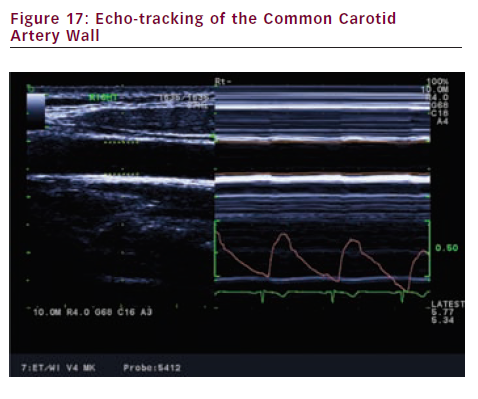 Figure 17: Echo-tracking of the Common Carotid
Artery Wall
RIGHT
Rt-
100%
10.0M
R4.0
G68
C16
A4
0.50
10.0M R4.0 G68 C16 A3
LATEST
5.77
5.34
7:ET/WI V4 MK Probe:5412